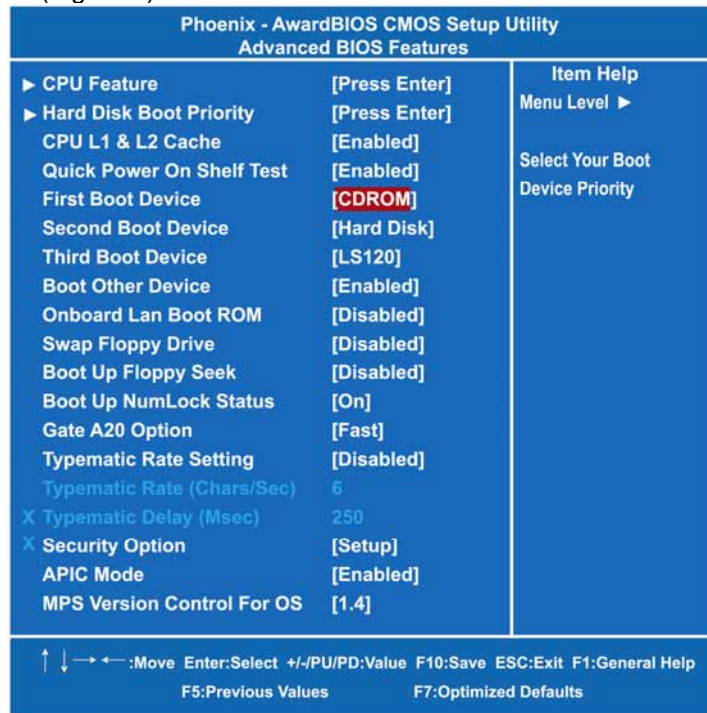 Phoenix - AwardBIOS CMOS Setup Utility
Advanced BIOS Features
▶ CPU Feature [Press Enter]
▶ Hard Disk Boot Priority [Press Enter]
CPU L1 & L2 Cache [Enabled]
Quick Power On Shelf Test [Enabled]
First Boot Device [CDROM]
Second Boot Device [Hard Disk]
Third Boot Device [LS120]
Boot Other Device [Enabled]
Onboard Lan Boot ROM [Disabled]
Swap Floppy Drive [Disabled]
Boot Up Floppy Seek [Disabled]
Boot Up NumLock Status [On]
Gate A20 Option [Fast]
Typematic Rate Setting [Disabled]
Typematic Rate (Chars/Sec) 6
X Typematic Delay (Msec) 250
X Security Option [Setup]
APIC Mode [Enabled]
MPS Version Control For OS [1.4]
Item Help
Menu Level ▶
Select Your Boot
Device Priority
↑ ↓ → ← :Move Enter:Select +/-/PU/PD:Value F10:Save ESC:Exit F1:General Help
F5:Previous Values F7:Optimized Defaults